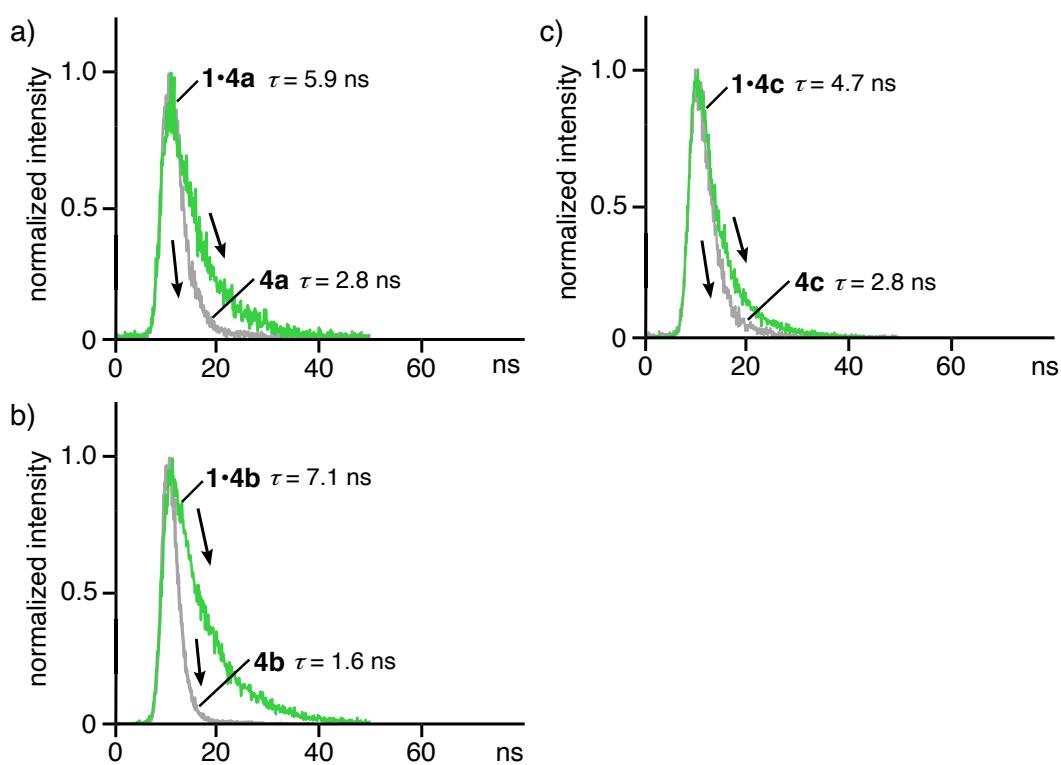 a)
normalized intensity
1.0
0.5
0
1•4a τ = 5.9 ns
4a τ = 2.8 ns
0 20 40 60 ns
c)
normalized intensity
1.0
0.5
0
1•4c τ = 4.7 ns
4c τ = 2.8 ns
0 20 40 60 ns
b)
normalized intensity
1.0
0.5
0
1•4b τ = 7.1 ns
4b τ = 1.6 ns
0 20 40 60 ns